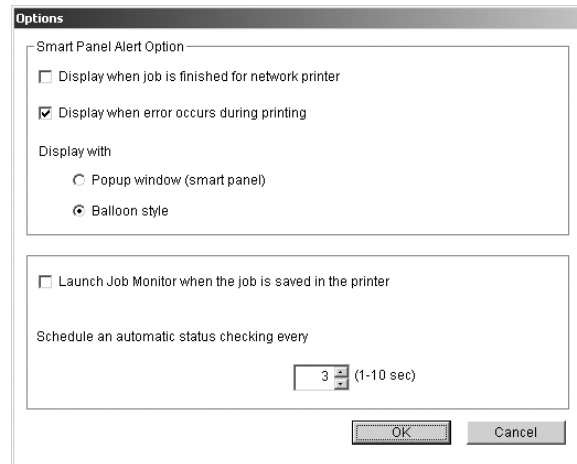 Options
Smart Panel Alert Option
Display when job is finished for network printer
Display when error occurs during printing
Display with
Popup window (smart panel)
Balloon style
Launch Job Monitor when the job is saved in the printer
Schedule an automatic status checking every
3 (1-10 sec)
OK Cancel